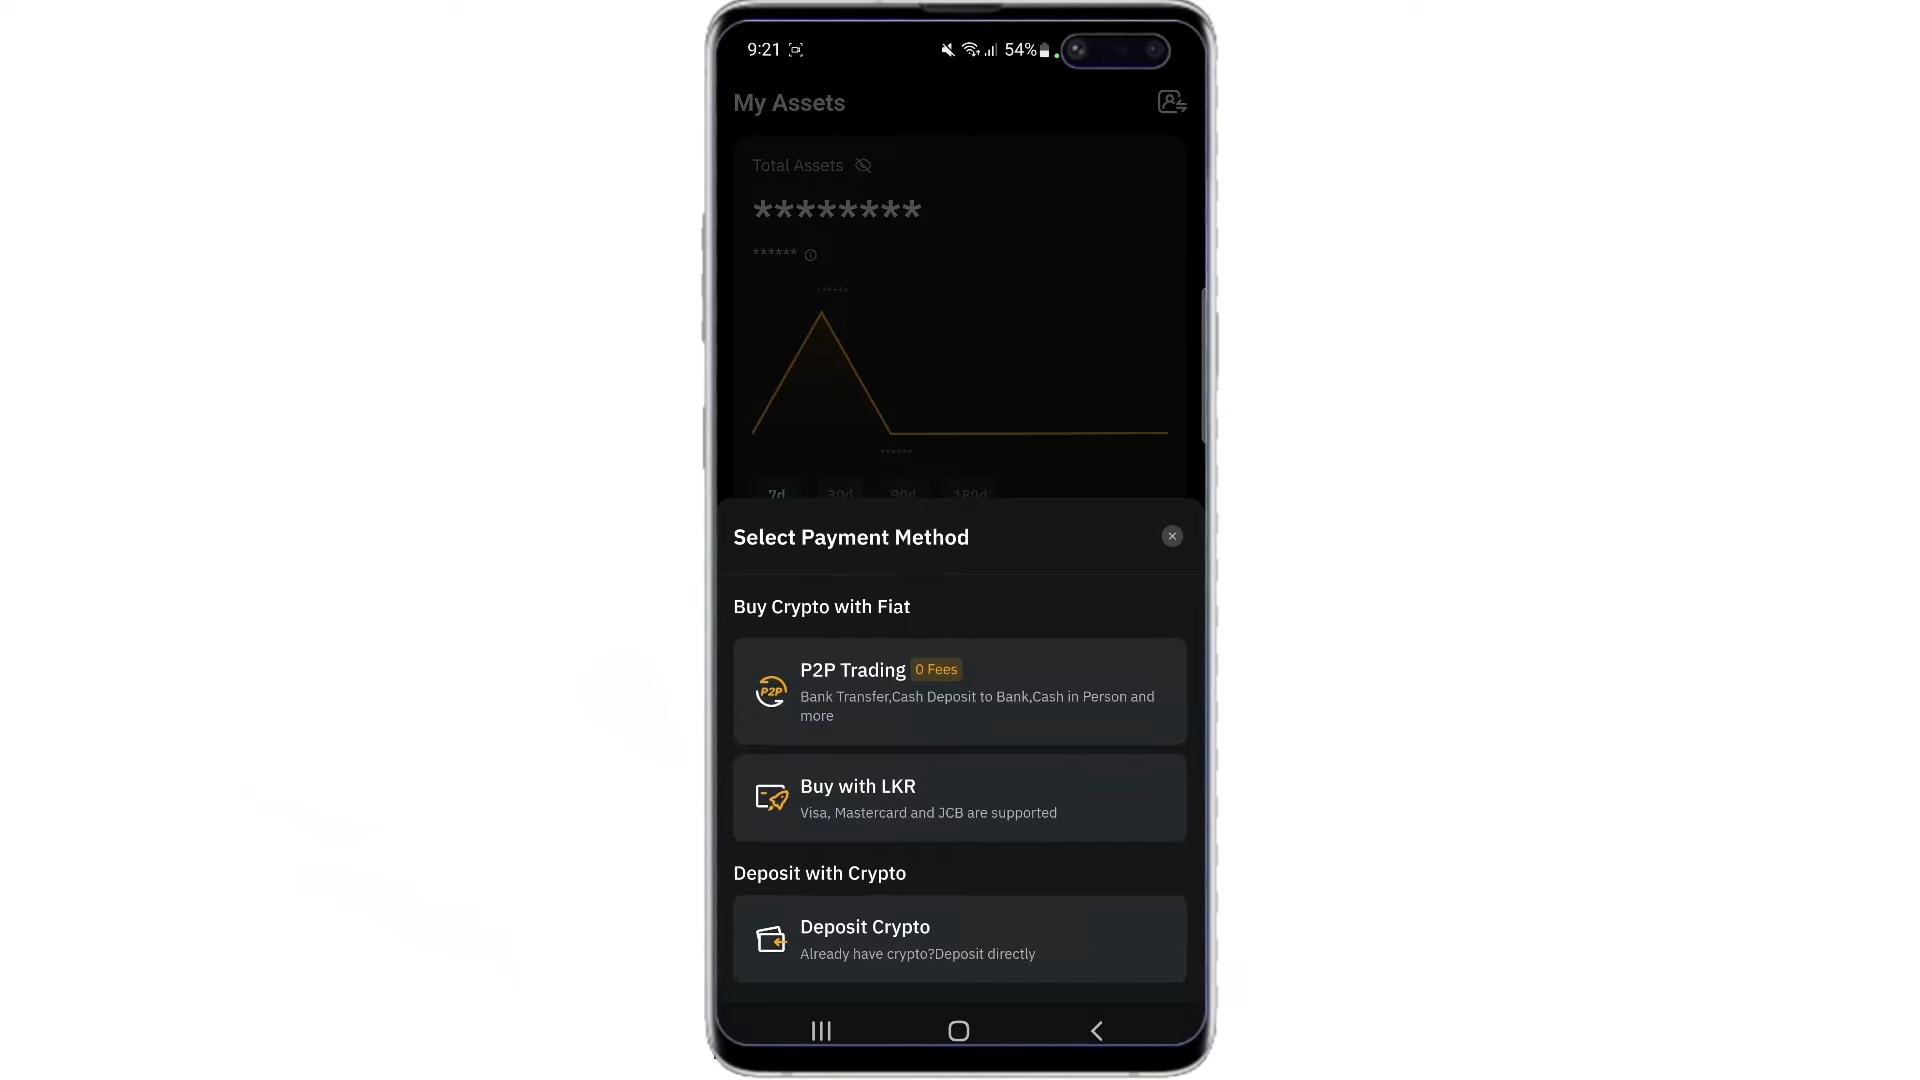 9:21 54%
My Assets
Total Assets
********
******
******
******
7d 30d 90d 180d
Select Payment Method
Buy Crypto with Fiat
P2P Trading 0 Fees
P2P
Bank Transfer,Cash Deposit to Bank,Cash in Person and
more
Buy with LKR
Visa, Mastercard and JCB are supported
Deposit with Crypto
Deposit Crypto
Already have crypto?Deposit directly